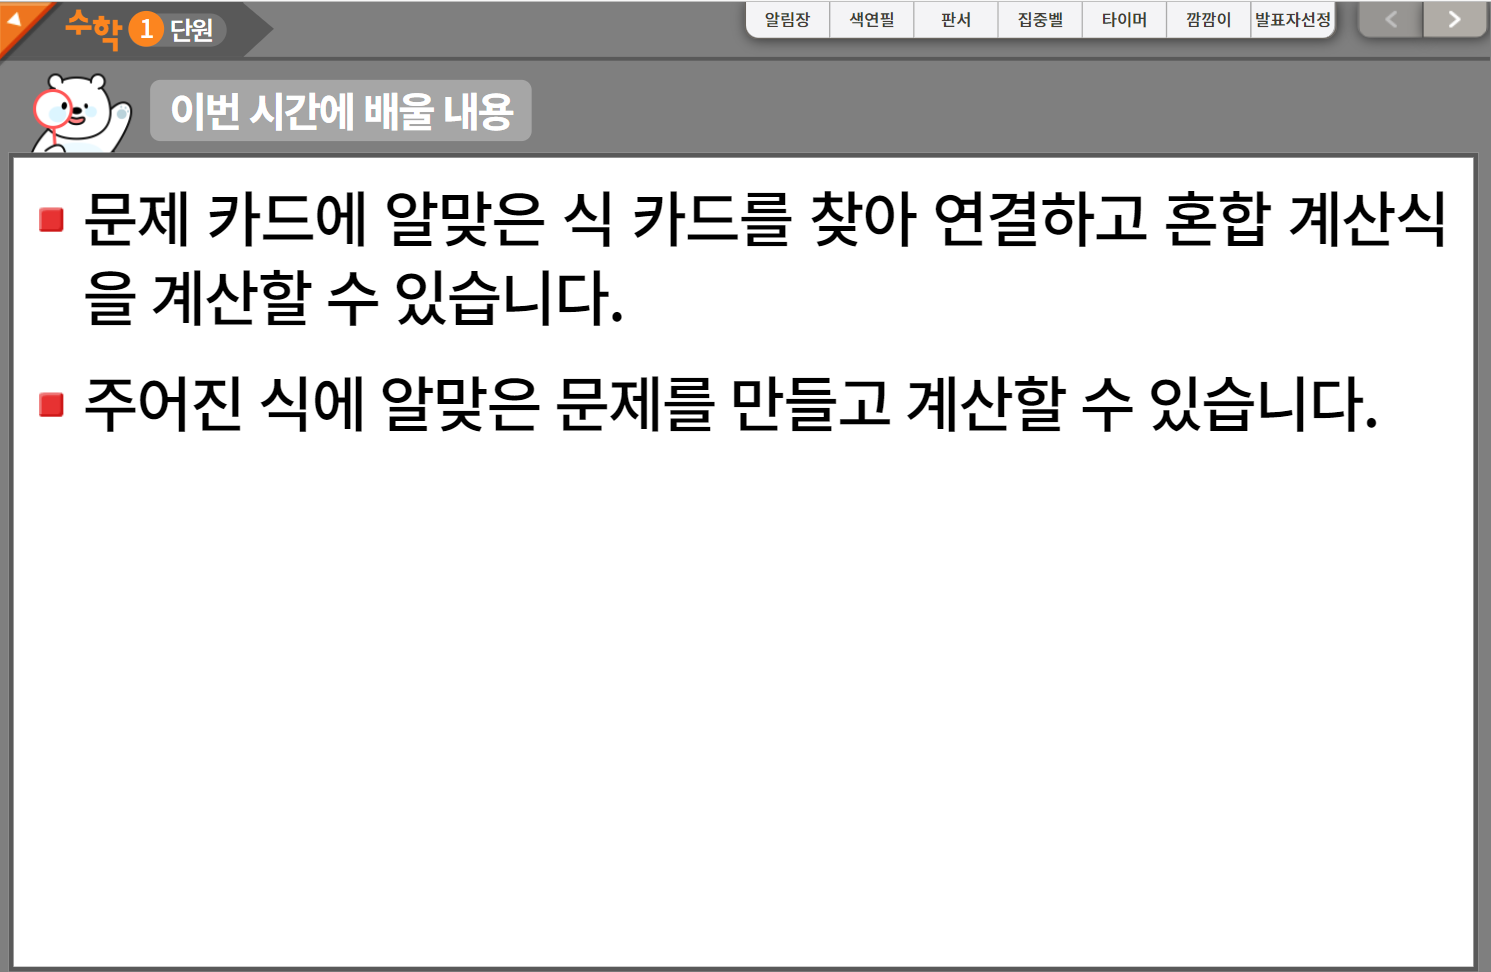 수학 1 단원
알림장 색연필 판서 집중벨 타이머 깜깜이 발표자선정
이번 시간에 배울 내용
문제 카드에 알맞은 식 카드를 찾아 연결하고 혼합 계산식
을 계산할 수 있습니다.
주어진 식에 알맞은 문제를 만들고 계산할 수 있습니다.